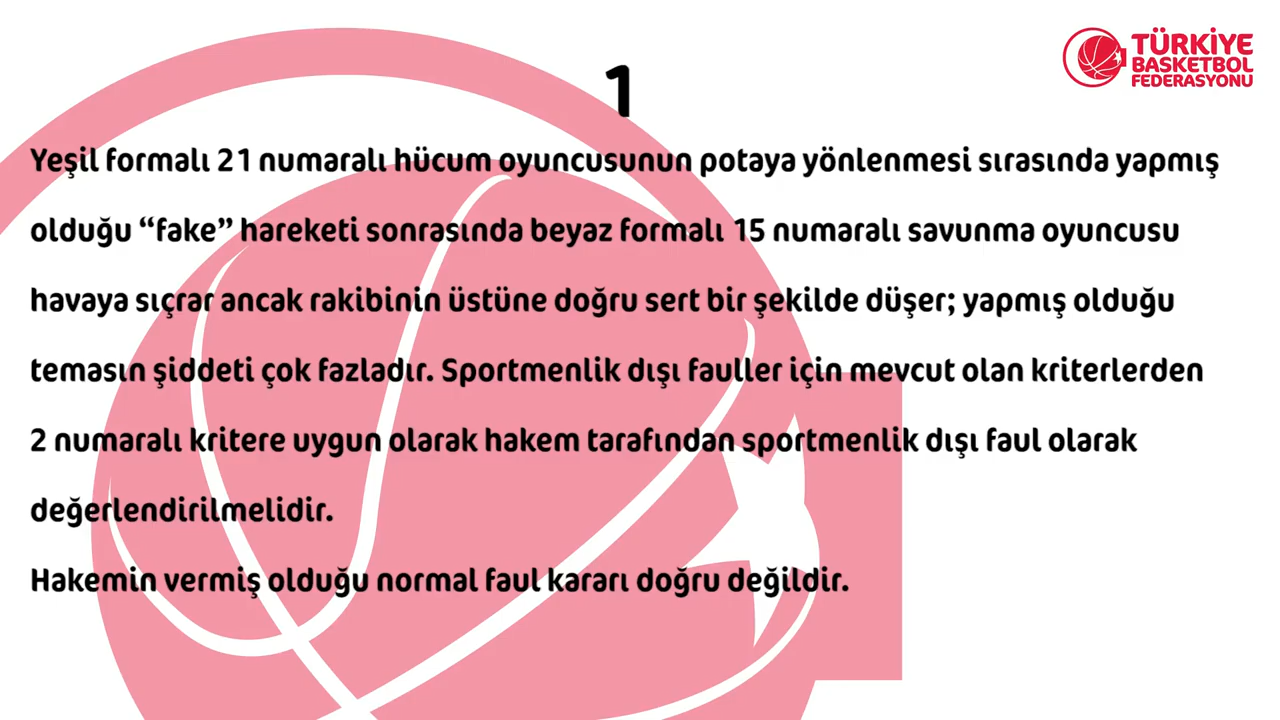 TÜRKİYE
BASKETBOL
FEDERASYONU
1
Yeşil formalı 21 numaralı hücum oyuncusunun potaya yönlenmesi sırasında yapmış
olduğu “fake” hareketi sonrasında beyaz formalı 15 numaralı savunma oyuncusu
havaya sıçrar ancak rakibinin üstüne doğru sert bir şekilde düşer; yapmış olduğu
temasın şiddeti çok fazladır. Sportmenlik dışı fauller için mevcut olan kriterlerden
2 numaralı kritere uygun olarak hakem tarafından sportmenlik dışı faul olarak
değerlendirilmelidir.
Hakemin vermiş olduğu normal faul kararı doğru değildir.